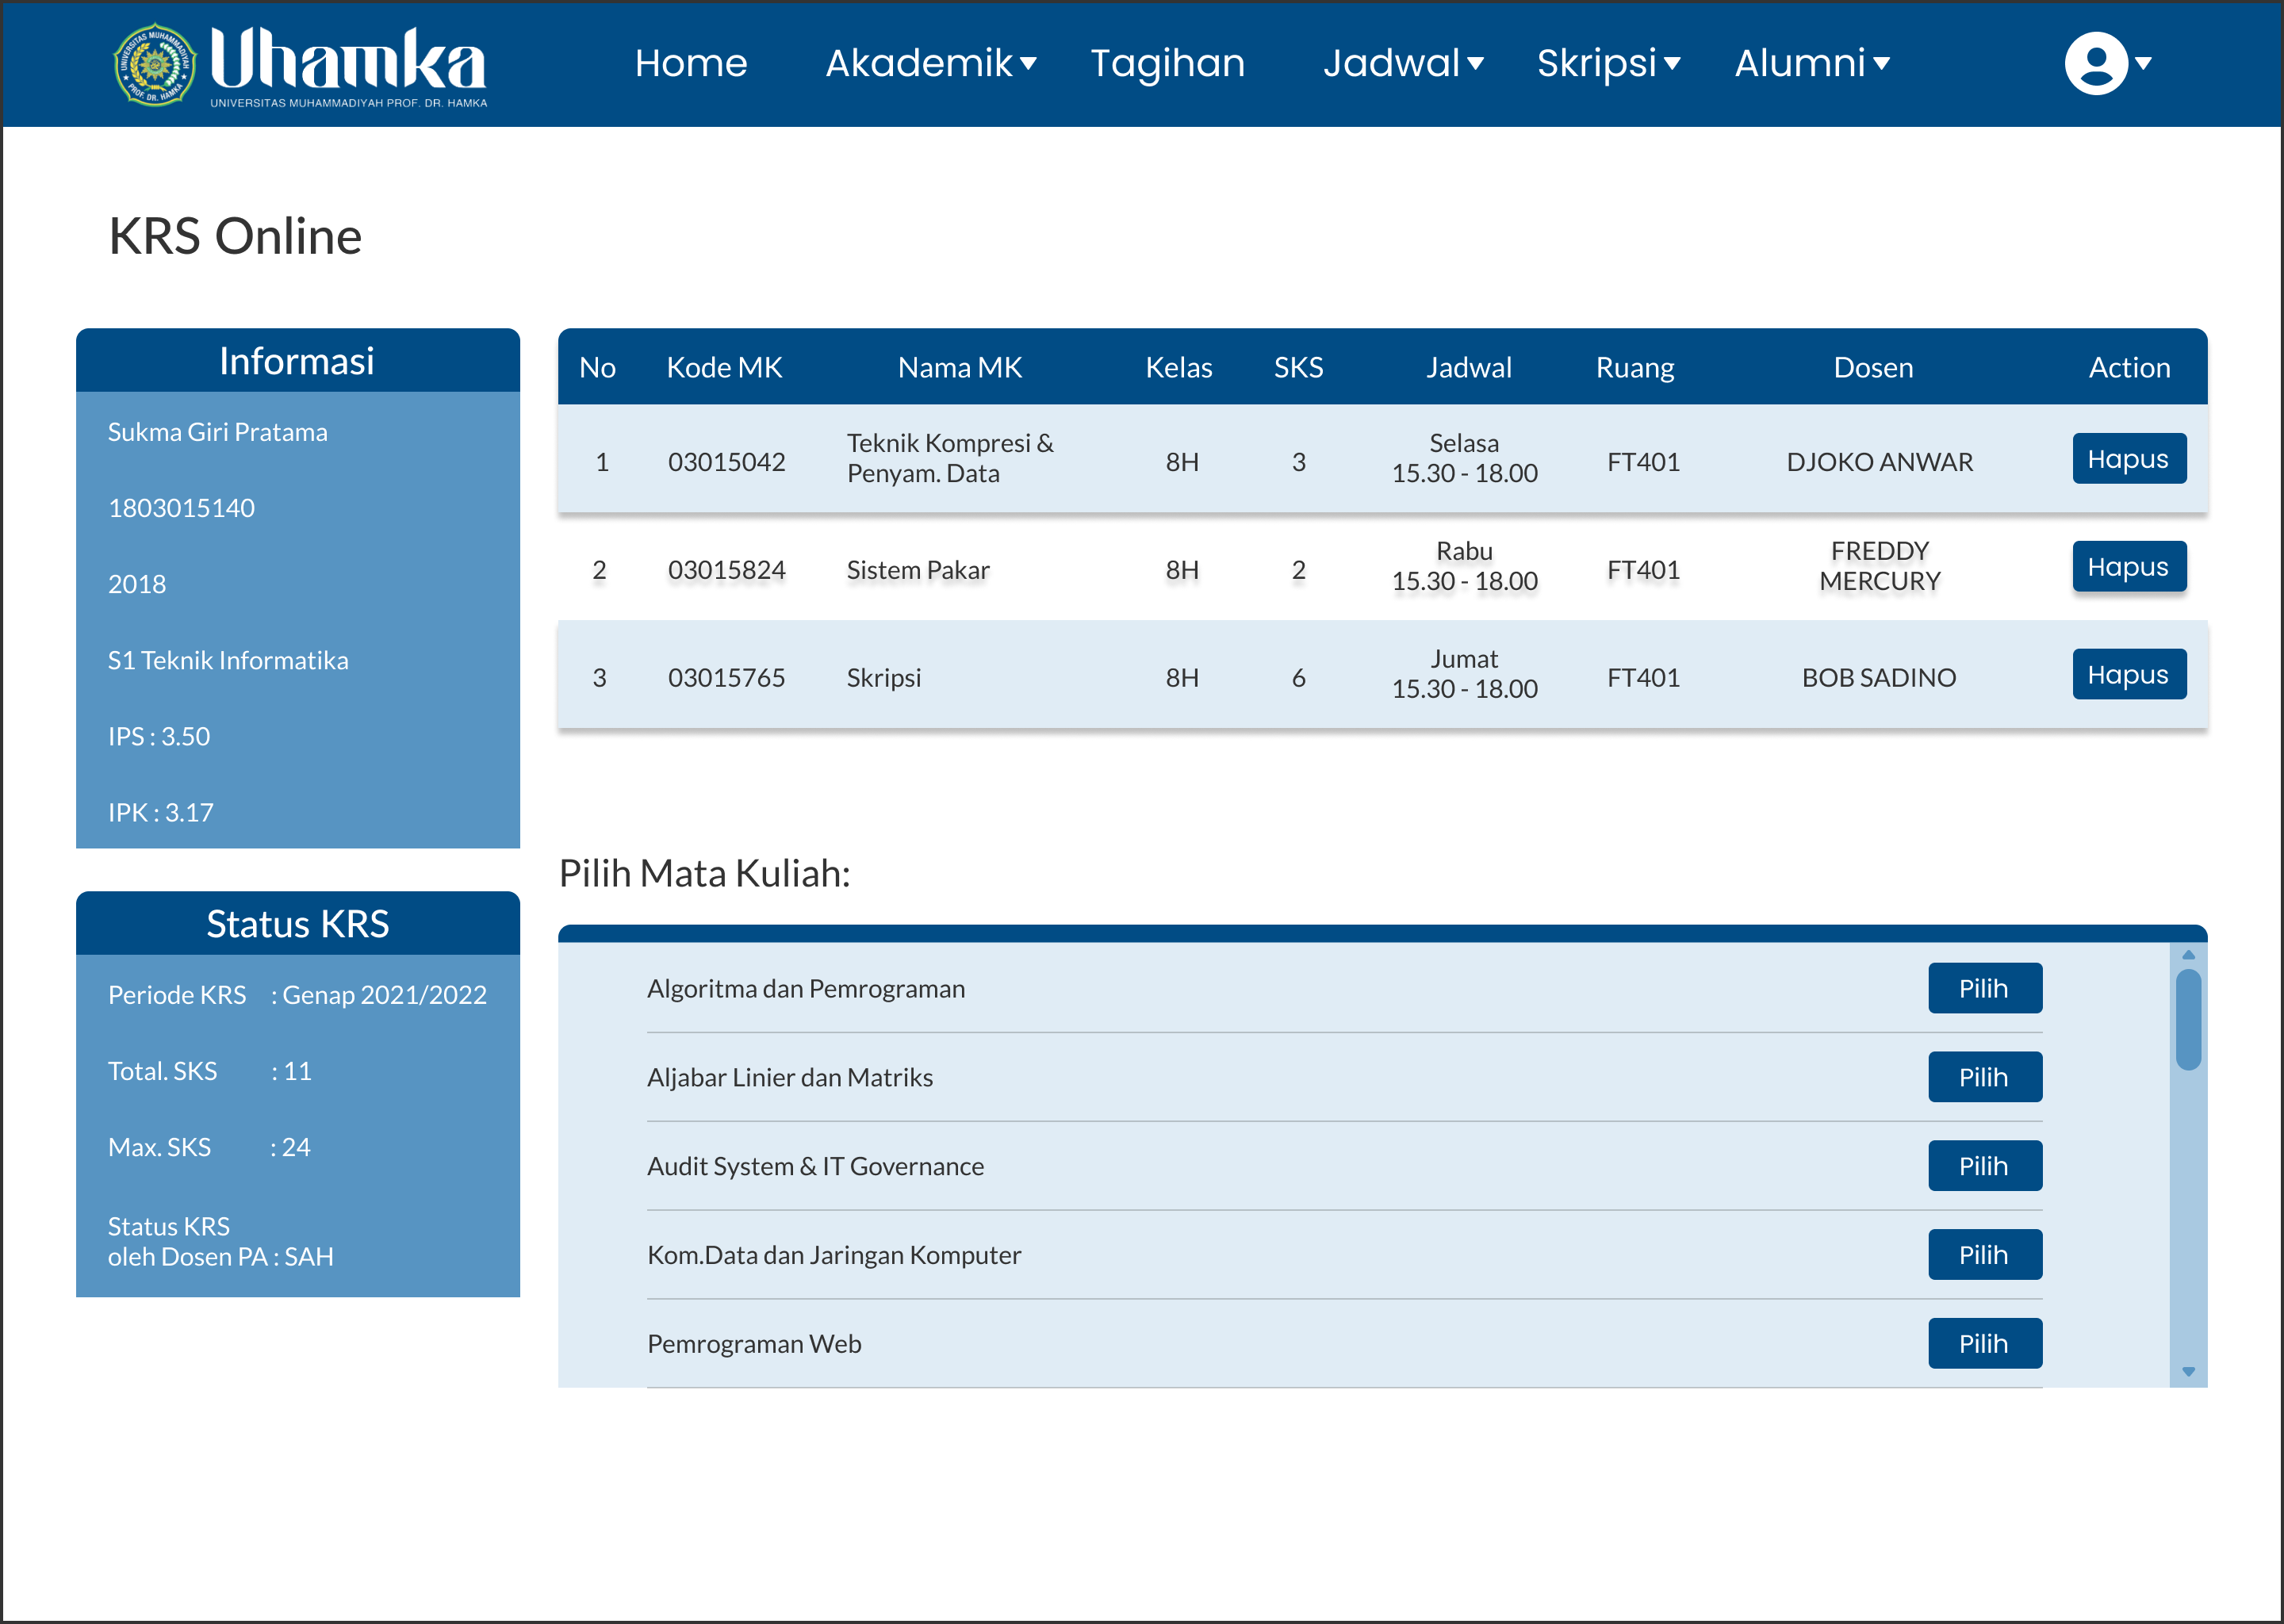 UNIVERSITAS MUHAMMADIYAH
PROF. DR. HAMKA
Uhamka
UNIVERSITAS MUHAMMADIYAH PROF. DR. HAMKA
Home Akademik Tagihan Jadwal Skripsi Alumni
KRS Online
Informasi
Sukma Giri Pratama
1803015140
2018
S1 Teknik Informatika
IPS : 3.50
IPK : 3.17
Status KRS
Periode KRS : Genap 2021/2022
Total. SKS : 11
Max. SKS : 24
Status KRS
oleh Dosen PA : SAH
No Kode MK Nama MK Kelas SKS Jadwal Ruang Dosen Action
1 03015042 Teknik Kompresi & Penyam. Data 8H 3 Selasa 15.30 - 18.00 FT401 DJOKO ANWAR Hapus
2 03015824 Sistem Pakar 8H 2 Rabu 15.30 - 18.00 FT401 FREDDY MERCURY Hapus
3 03015765 Skripsi 8H 6 Jumat 15.30 - 18.00 FT401 BOB SADINO Hapus
Pilih Mata Kuliah:
Algoritma dan Pemrograman Pilih
Aljabar Linier dan Matriks Pilih
Audit System & IT Governance Pilih
Kom.Data dan Jaringan Komputer Pilih
Pemrograman Web Pilih